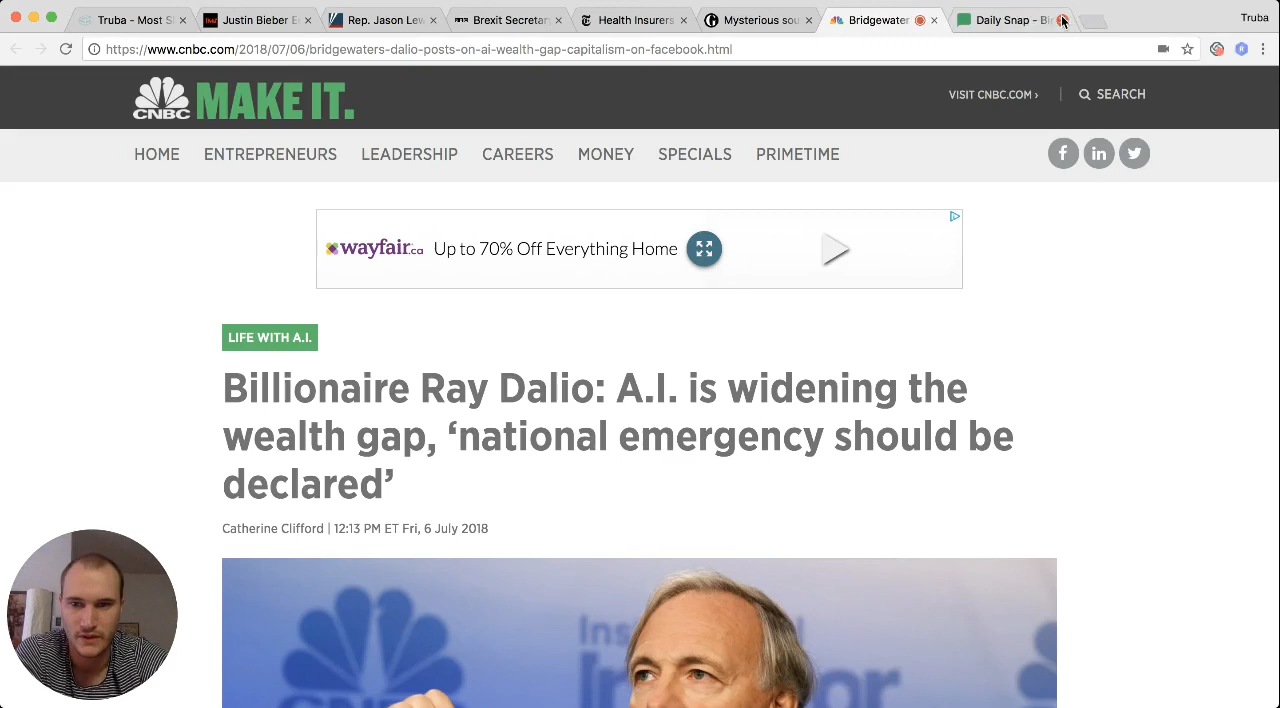 Truba - Most Sl
Justin Bieber E
Rep. Jason Lew
Brexit Secretar
Health Insurers
Mysterious sou
Bridgewater
Daily Snap - Bi
Truba
https://www.cnbc.com/2018/07/06/bridgewaters-dalio-posts-on-ai-wealth-gap-capitalism-on-facebook.html
CNBC MAKE IT.
VISIT CNBC.COM ›
SEARCH
HOME
ENTREPRENEURS
LEADERSHIP
CAREERS
MONEY
SPECIALS
PRIMETIME
wayfair.ca Up to 70% Off Everything Home
LIFE WITH A.I.
Billionaire Ray Dalio: A.I. is widening the
wealth gap, ‘national emergency should be
declared’
Catherine Clifford | 12:13 PM ET Fri, 6 July 2018